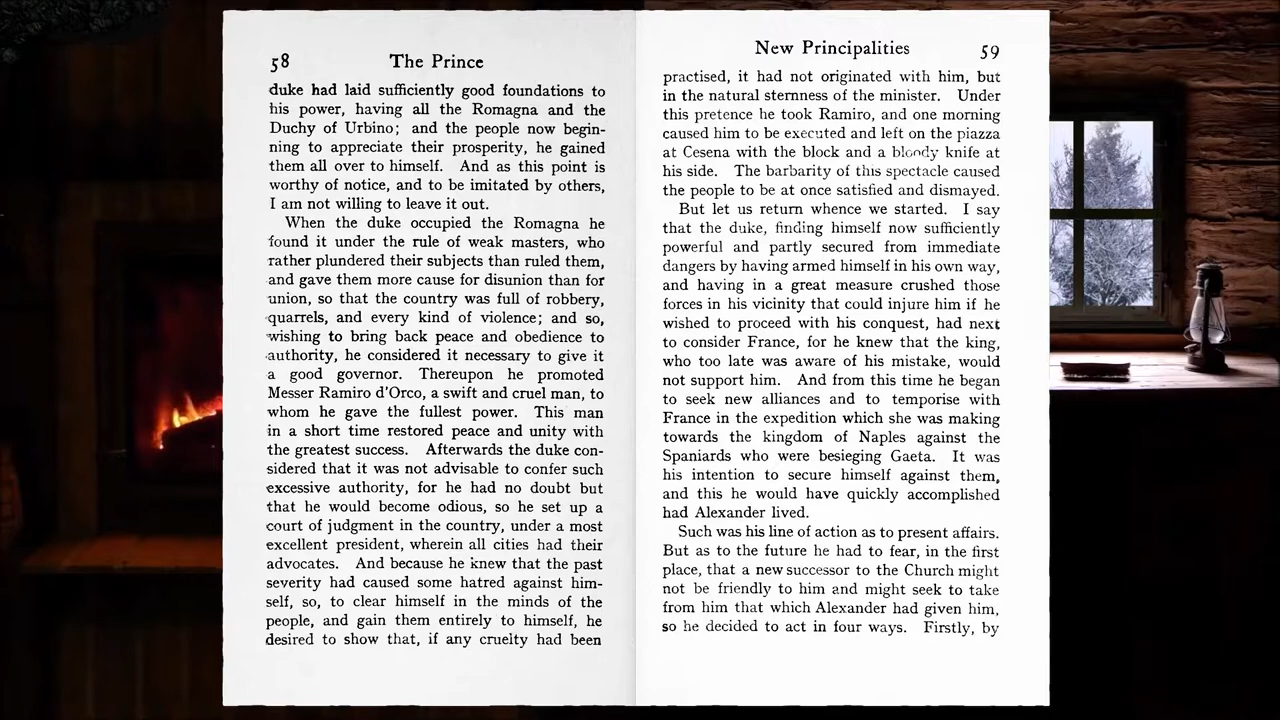 58 The Prince
duke had laid sufficiently good foundations to
his power, having all the Romagna and the
Duchy of Urbino; and the people now begin-
ning to appreciate their prosperity, he gained
them all over to himself. And as this point is
worthy of notice, and to be imitated by others,
I am not willing to leave it out.
When the duke occupied the Romagna he
found it under the rule of weak masters, who
rather plundered their subjects than ruled them,
and gave them more cause for disunion than for
union, so that the country was full of robbery,
quarrels, and every kind of violence; and so,
wishing to bring back peace and obedience to
authority, he considered it necessary to give it
a good governor. Thereupon he promoted
Messer Ramiro d'Orco, a swift and cruel man, to
whom he gave the fullest power. This man
in a short time restored peace and unity with
the greatest success. Afterwards the duke con-
sidered that it was not advisable to confer such
excessive authority, for he had no doubt but
that he would become odious, so he set up a
court of judgment in the country, under a most
excellent president, wherein all cities had their
advocates. And because he knew that the past
severity had caused some hatred against him-
self, so, to clear himself in the minds of the
people, and gain them entirely to himself, he
desired to show that, if any cruelty had been
New Principalities 59
practised, it had not originated with him, but
in the natural sternness of the minister. Under
this pretence he took Ramiro, and one morning
caused him to be executed and left on the piazza
at Cesena with the block and a bloody knife at
his side. The barbarity of this spectacle caused
the people to be at once satisfied and dismayed.
But let us return whence we started. I say
that the duke, finding himself now sufficiently
powerful and partly secured from immediate
dangers by having armed himself in his own way,
and having in a great measure crushed those
forces in his vicinity that could injure him if he
wished to proceed with his conquest, had next
to consider France, for he knew that the king,
who too late was aware of his mistake, would
not support him. And from this time he began
to seek new alliances and to temporise with
France in the expedition which she was making
towards the kingdom of Naples against the
Spaniards who were besieging Gaeta. It was
his intention to secure himself against them,
and this he would have quickly accomplished
had Alexander lived.
Such was his line of action as to present affairs.
But as to the future he had to fear, in the first
place, that a new successor to the Church might
not be friendly to him and might seek to take
from him that which Alexander had given him,
so he decided to act in four ways. Firstly, by